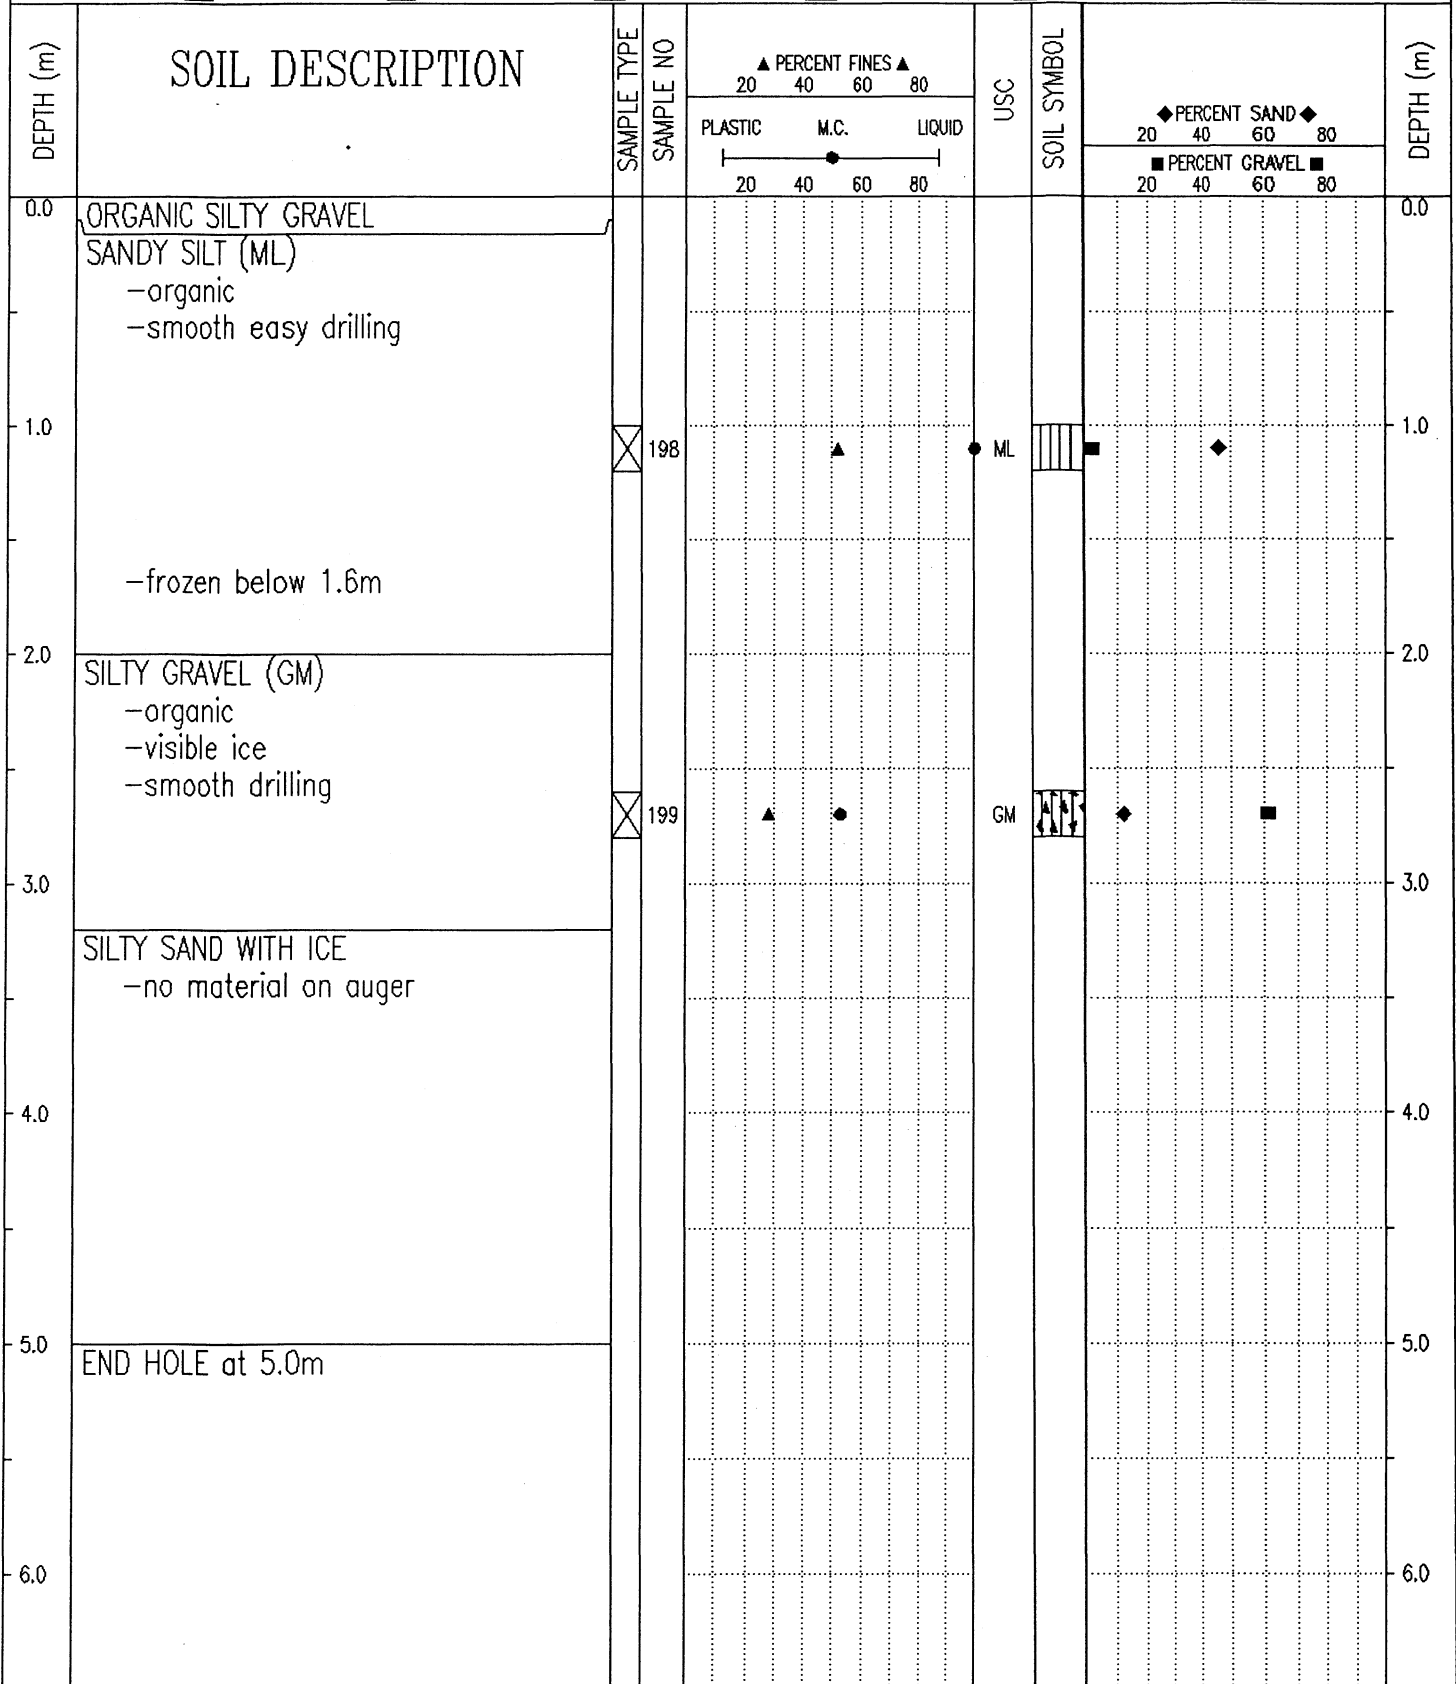 DEPTH (m)
SOIL DESCRIPTION
SAMPLE TYPE
SAMPLE NO
▲ PERCENT FINES ▲
20 40 60 80
PLASTIC M.C. LIQUID
20 40 60 80
USC
SOIL SYMBOL
◆PERCENT SAND◆
20 40 60 80
■ PERCENT GRAVEL ■
20 40 60 80
DEPTH (m)
0.0 ORGANIC SILTY GRAVEL 0.0
SANDY SILT (ML)
-organic
-smooth easy drilling
1.0 1.0
198 ML
-frozen below 1.6m
2.0 2.0
SILTY GRAVEL (GM)
-organic
-visible ice
-smooth drilling
199 GM
3.0 3.0
SILTY SAND WITH ICE
-no material on auger
4.0 4.0
5.0 5.0
END HOLE at 5.0m
6.0 6.0